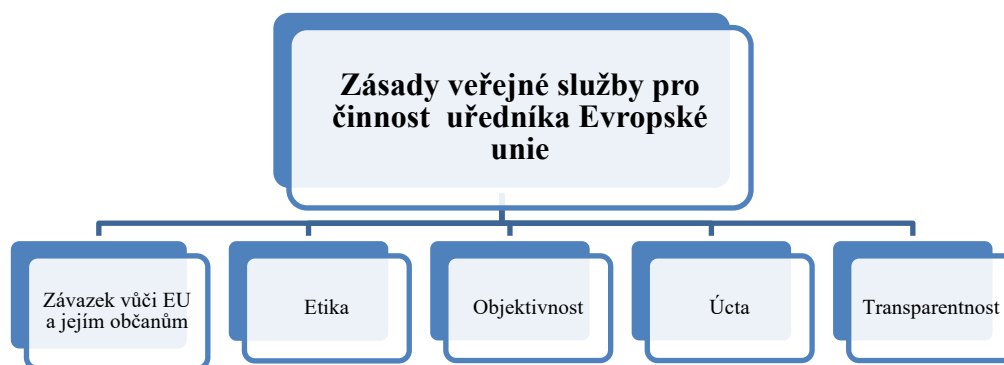 Zásady veřejné služby pro
činnost uředníka Evropské
unie
Závazek vůči EU
a jejím občanům
Etika
Objektivnost
Úcta
Transparentnost